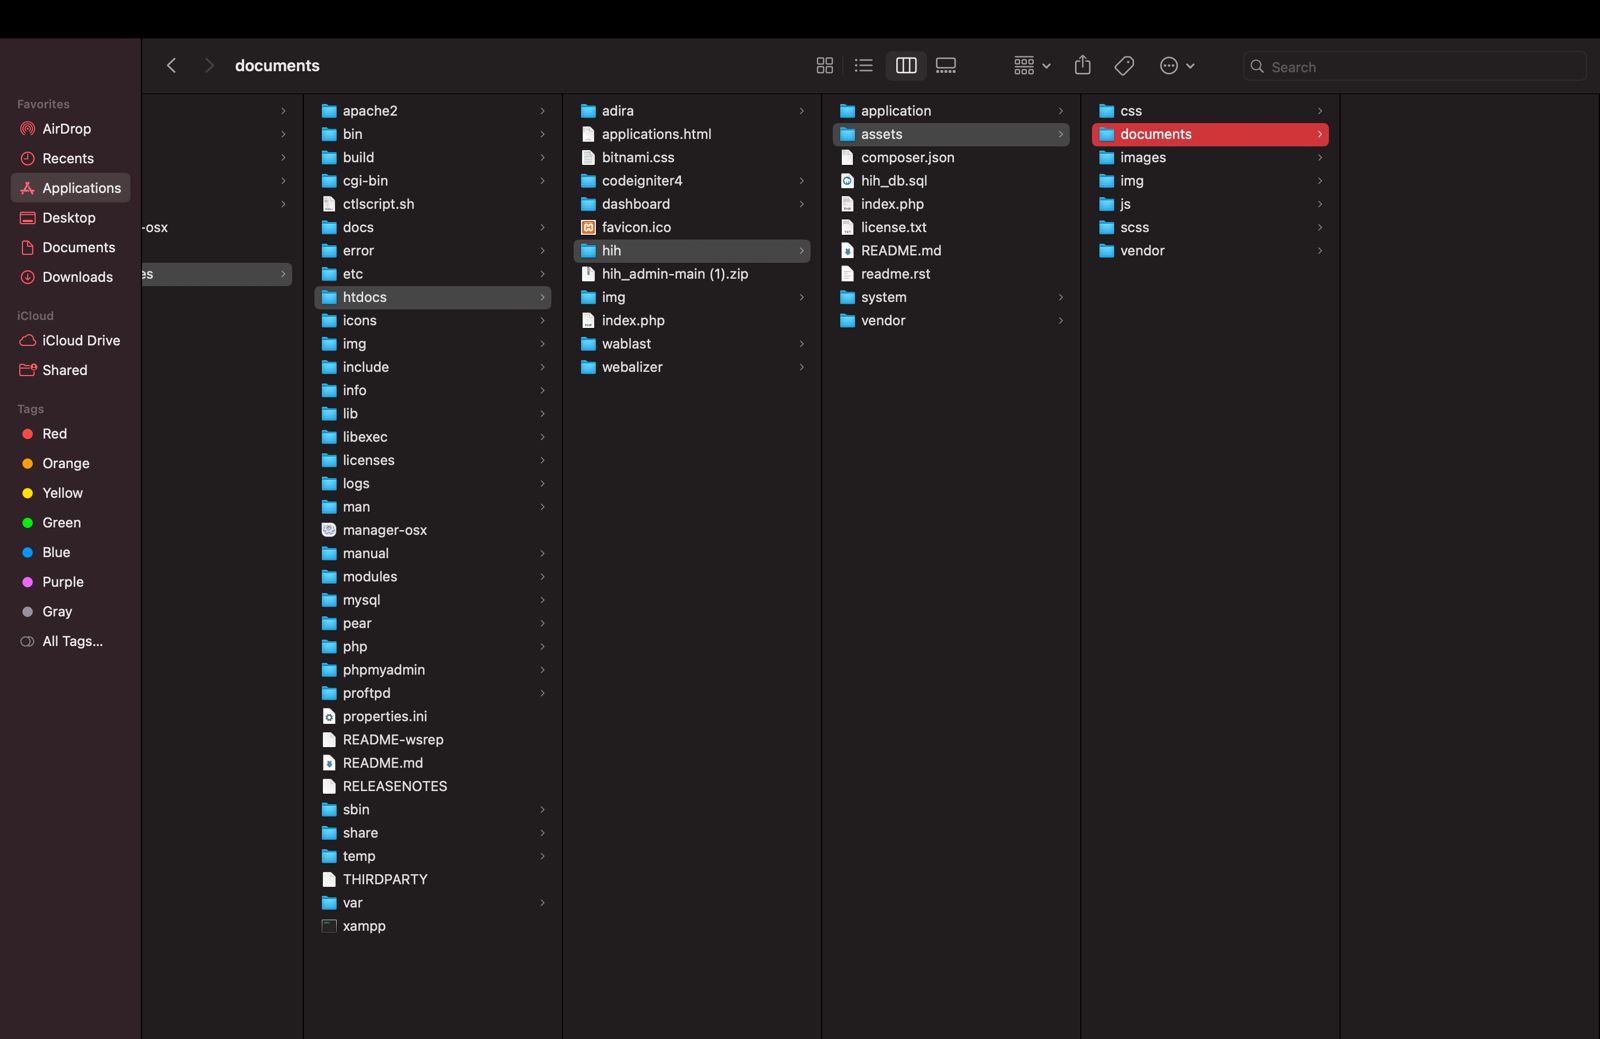 documents
Search
Favorites
AirDrop
Recents
Applications
Desktop
Documents
Downloads
iCloud
iCloud Drive
Shared
Tags
Red
Orange
Yellow
Green
Blue
Purple
Gray
All Tags...
-osx
es
apache2
bin
build
cgi-bin
ctlscript.sh
docs
error
etc
htdocs
icons
img
include
info
lib
libexec
licenses
logs
man
manager-osx
manual
modules
mysql
pear
php
phpmyadmin
proftpd
properties.ini
README-wsrep
README.md
RELEASENOTES
sbin
share
temp
THIRDPARTY
var
xampp
adira
applications.html
bitnami.css
codeigniter4
dashboard
favicon.ico
hih
hih_admin-main (1).zip
img
index.php
wablast
webalizer
application
assets
composer.json
hih_db.sql
index.php
license.txt
README.md
readme.rst
system
vendor
css
documents
images
img
js
scss
vendor